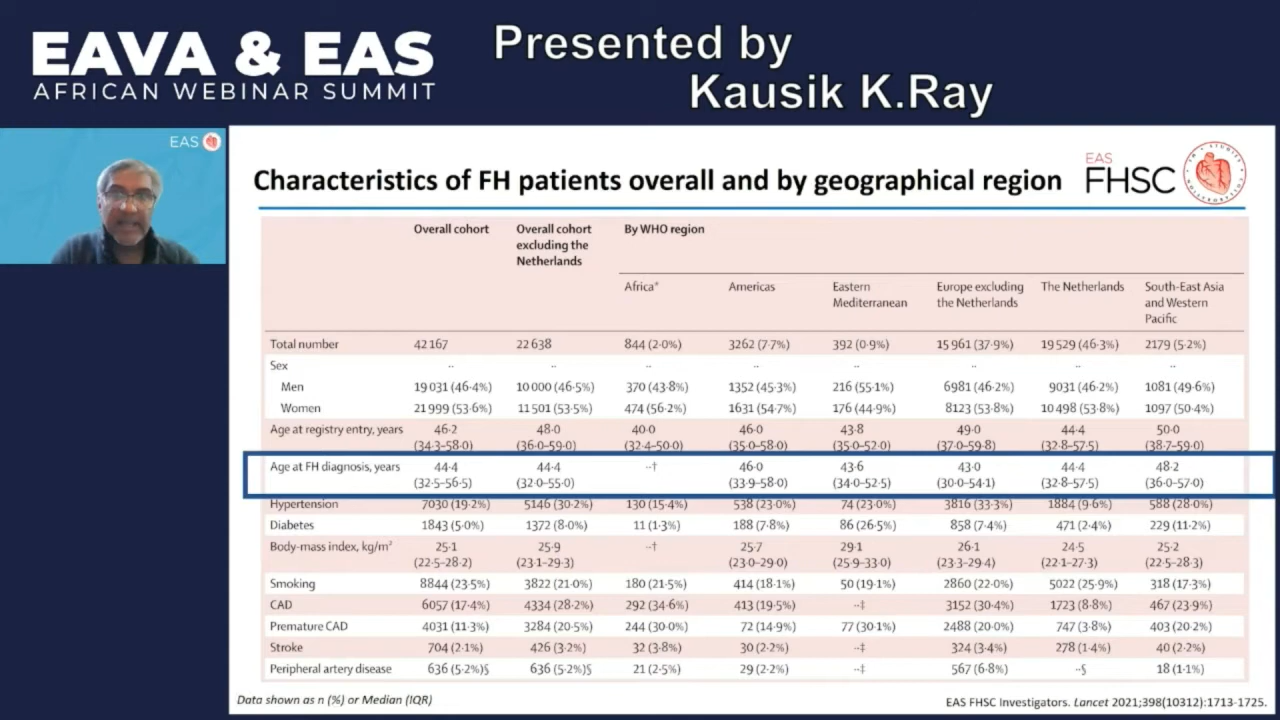 EAVA & EAS
AFRICAN WEBINAR SUMMIT
Presented by
Kausik K.Ray
EAS
Characteristics of FH patients overall and by geographical region
EAS
FHSC
Overall cohort Overall cohort excluding the Netherlands By WHO region
Africa* Americas Eastern Mediterranean Europe excluding the Netherlands The Netherlands South-East Asia and Western Pacific
Total number 42 167 22 638 844 (2·0%) 3262 (7·7%) 392 (0·9%) 15 961 (37·9%) 19 529 (46·3%) 2179 (5·2%)
Sex ·· ·· ·· ·· ·· ·· ·· ··
Men 19 031 (46·4%) 10 000 (46·5%) 370 (43·8%) 1352 (45·3%) 216 (55·1%) 6981 (46·2%) 9031 (46·2%) 1081 (49·6%)
Women 21 999 (53·6%) 11 501 (53·5%) 474 (56·2%) 1631 (54·7%) 176 (44·9%) 8123 (53·8%) 10 498 (53·8%) 1097 (50·4%)
Age at registry entry, years 46·2 48·0 40·0 46·0 43·8 49·0 44·4 50·0
(34·3–58·0) (36·0–59·0) (32·4–50·0) (35·0–58·0) (35·0–52·0) (37·0–59·8) (32·8–57·5) (38·7–59·0)
Age at FH diagnosis, years 44·4 44·4 ··† 46·0 43·6 43·0 44·4 48·2
(32·5–56·5) (32·0–55·0) (33·9–58·0) (34·0–52·5) (30·0–54·1) (32·8–57·5) (36·0–57·0)
Hypertension 7030 (19·2%) 5146 (30·2%) 130 (15·4%) 538 (23·0%) 74 (23·0%) 3816 (33·3%) 1884 (9·6%) 588 (28·0%)
Diabetes 1843 (5·0%) 1372 (8·0%) 11 (1·3%) 188 (7·8%) 86 (26·5%) 858 (7·4%) 471 (2·4%) 229 (11·2%)
Body-mass index, kg/m² 25·1 25·9 ··† 25·7 29·1 26·1 24·5 25·2
(22·5–28·2) (23·1–29·3) (23·0–29·0) (25·9–33·0) (23·3–29·4) (22·1–27·3) (22·5–28·3)
Smoking 8844 (23·5%) 3822 (21·0%) 180 (21·5%) 414 (18·1%) 50 (19·1%) 2860 (22·0%) 5022 (25·9%) 318 (17·3%)
CAD 6057 (17·4%) 4334 (28·2%) 292 (34·6%) 413 (19·5%) ··‡ 3152 (30·4%) 1723 (8·8%) 467 (23·9%)
Premature CAD 4031 (11·3%) 3284 (20·5%) 244 (30·0%) 72 (14·9%) 77 (30·1%) 2488 (20·0%) 747 (3·8%) 403 (20·2%)
Stroke 704 (2·1%) 426 (3·2%) 32 (3·8%) 30 (2·2%) ··‡ 324 (3·4%) 278 (1·4%) 40 (2·2%)
Peripheral artery disease 636 (5·2%)§ 636 (5·2%)§ 21 (2·5%) 29 (2·2%) ··‡ 567 (6·8%) ··§ 18 (1·1%)
Data shown as n (%) or Median (IQR)
EAS FHSC Investigators. Lancet 2021;398(10312):1713-1725.